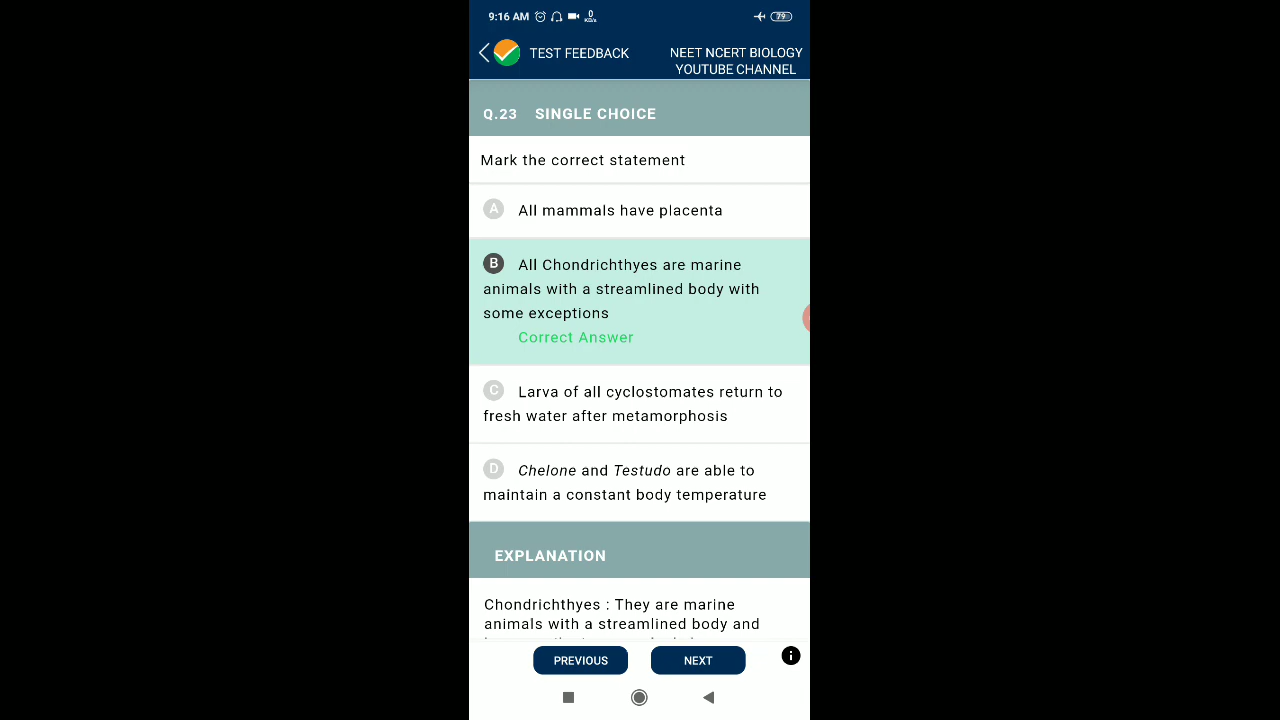 9:16 AM 0 KB/s 79
TEST FEEDBACK
NEET NCERT BIOLOGY
YOUTUBE CHANNEL
Q.23 SINGLE CHOICE
Mark the correct statement
A All mammals have placenta
B All Chondrichthyes are marine
animals with a streamlined body with
some exceptions
Correct Answer
C Larva of all cyclostomates return to
fresh water after metamorphosis
D Chelone and Testudo are able to
maintain a constant body temperature
EXPLANATION
Chondrichthyes : They are marine
animals with a streamlined body and
PREVIOUS NEXT